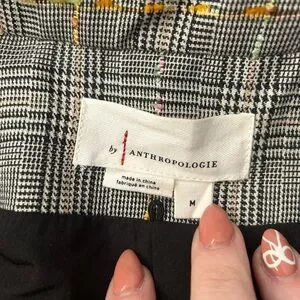 by ANTHROPOLOGIE
made in china
fabriqué en chine
M